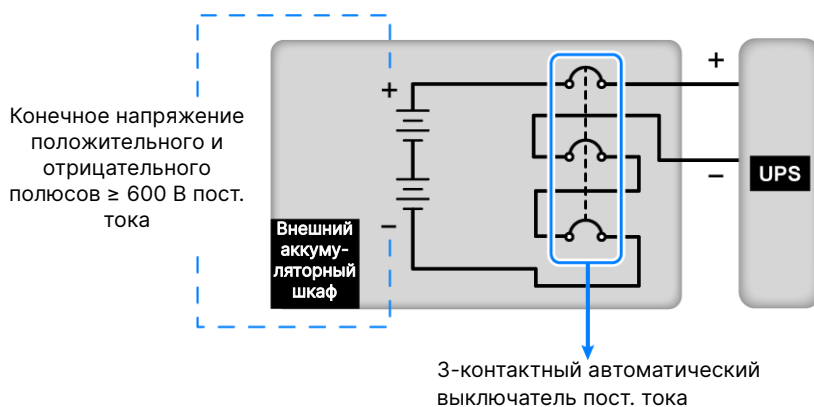 Конечное напряжение
положительного и
отрицательного
полюсов ≥ 600 В пост.
тока
+
–
Внешний
аккуму-
ляторный
шкаф
+
–
UPS
3-контактный автоматический
выключатель пост. тока